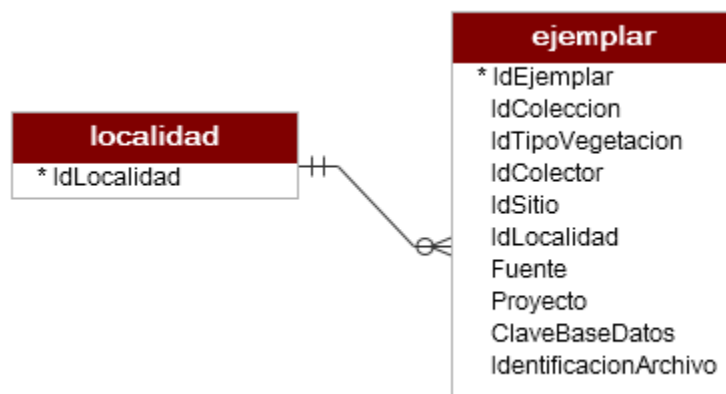 localidad
* IdLocalidad
ejemplar
* IdEjemplar
IdColeccion
IdTipoVegetacion
IdColector
IdSitio
IdLocalidad
Fuente
Proyecto
ClaveBaseDatos
IdentificacionArchivo